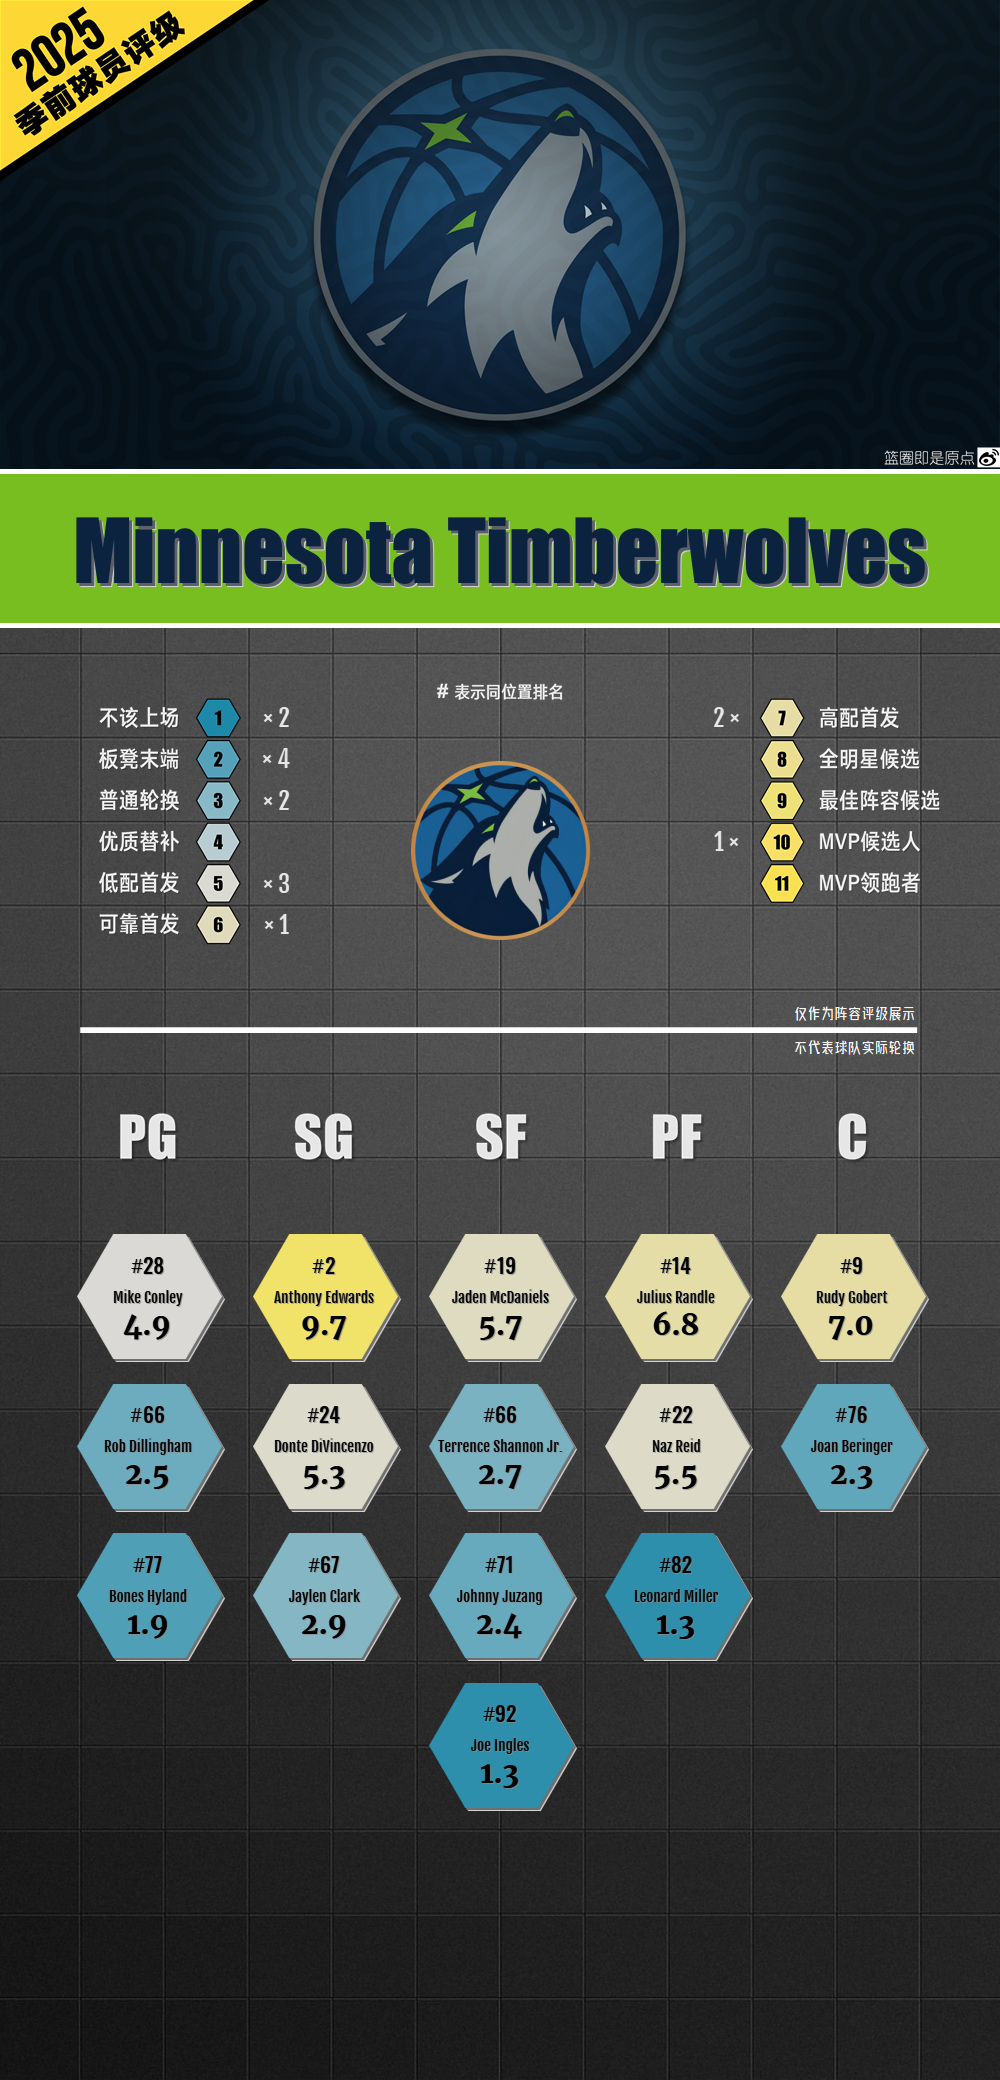 2025
季前球员评级
篮圈即是原点
Minnesota Timberwolves
# 表示同位置排名
不该上场 1 ×2
板凳末端 2 ×4
普通轮换 3 ×2
优质替补 4
低配首发 5 ×3
可靠首发 6 ×1
2× 7 高配首发
8 全明星候选
9 最佳阵容候选
1× 10 MVP候选人
11 MVP领跑者
仅作为阵容评级展示
不代表球队实际轮换
PG SG SF PF C
#28 #2 #19 #14 #9
Mike Conley Anthony Edwards Jaden McDaniels Julius Randle Rudy Gobert
4.9 9.7 5.7 6.8 7.0
#66 #24 #66 #22 #76
Rob Dillingham Donte DiVincenzo Terrence Shannon Jr. Naz Reid Joan Beringer
2.5 5.3 2.7 5.5 2.3
#77 #67 #71 #82
Bones Hyland Jaylen Clark Johnny Juzang Leonard Miller
1.9 2.9 2.4 1.3
#92
Joe Ingles
1.3